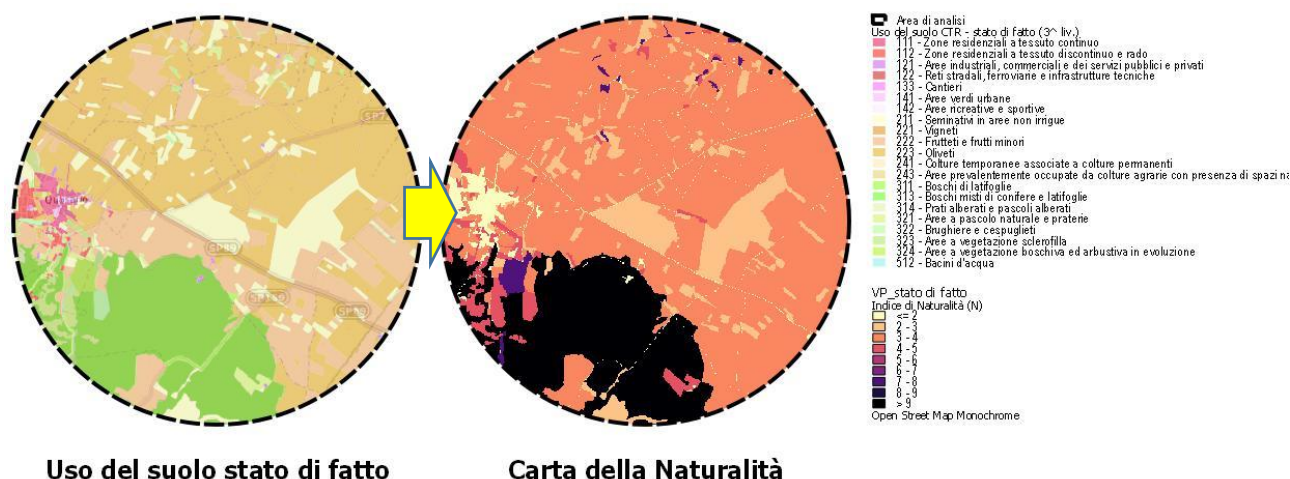 Area di analisi
Uso del suolo CTR - stato di fatto (3^ liv.)
111 - Zone residenziali a tessuto continuo
112 - Zone residenziali a tessuto discontinuo e rado
121 - Aree industriali, commerciali e dei servizi pubblici e privati
122 - Reti stradali, ferroviarie e infrastrutture tecniche
133 - Cantieri
141 - Aree verdi urbane
142 - Aree ricreative e sportive
211 - Seminativi in aree non irrigue
221 - Vigneti
222 - Frutteti e frutti minori
223 - Oliveti
241 - Colture temporanee associate a colture permanenti
243 - Aree prevalentemente occupate da colture agrarie con presenza di spazi na
311 - Boschi di latifoglie
313 - Boschi misti di conifere e latifoglie
314 - Prati alberati e pascoli alberati
321 - Aree a pascolo naturale e praterie
322 - Brughiere e cespuglieti
323 - Aree a vegetazione sclerofilla
324 - Aree a vegetazione boschiva ed arbustiva in evoluzione
512 - Bacini d'acqua
VP_stato di fatto
Indice di Naturalità (N)
<= 2
2 - 3
3 - 4
4 - 5
5 - 6
6 - 7
7 - 8
8 - 9
> 9
Open Street Map Monochrome
SP89
Uso del suolo stato di fatto
Carta della Naturalità